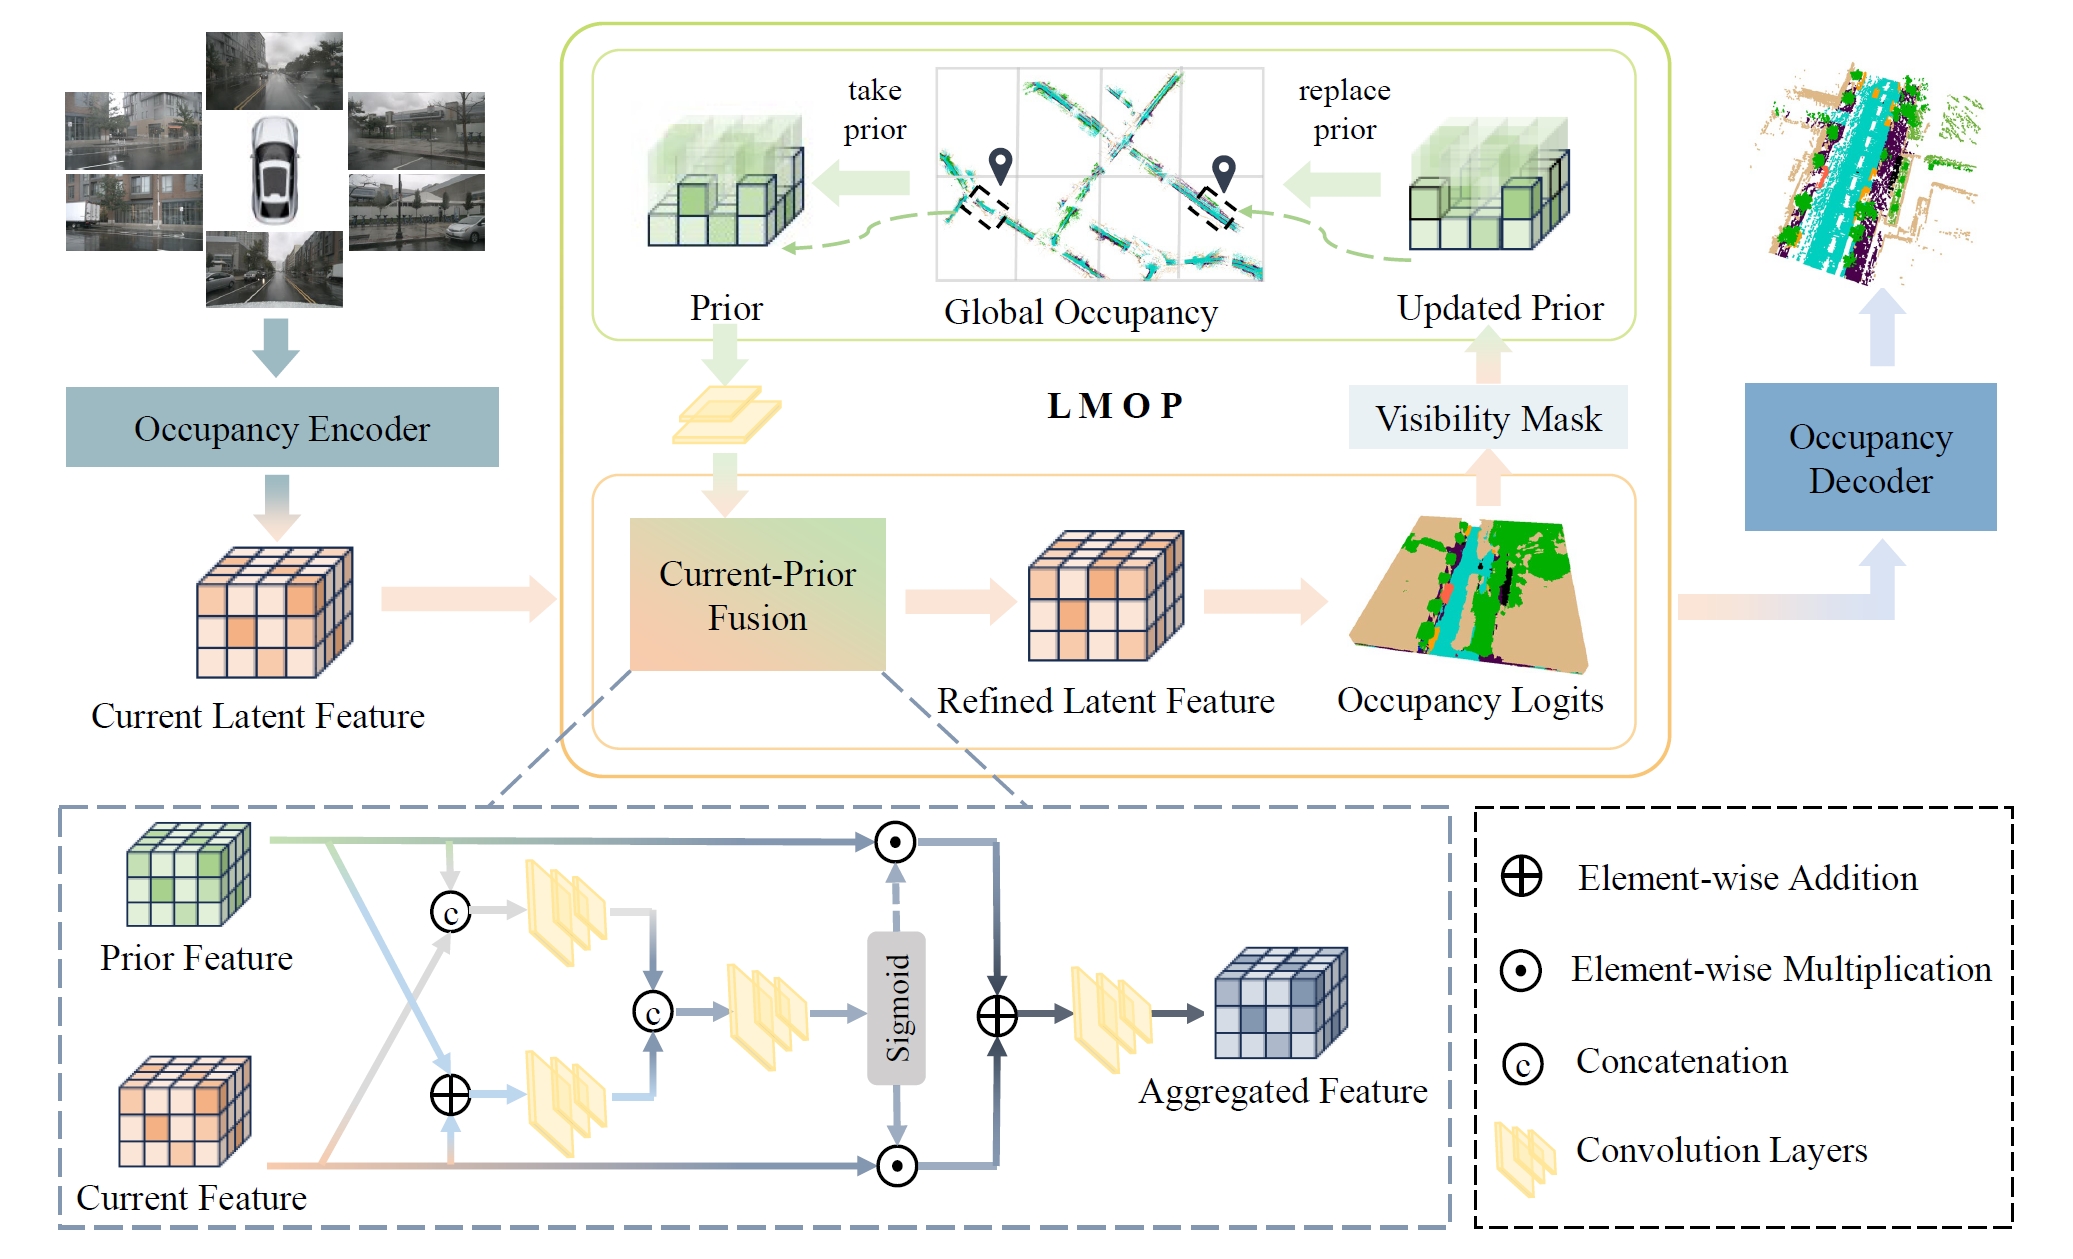 take
prior
replace
prior
Prior
Global Occupancy
Updated Prior
Occupancy Encoder
L M O P
Visibility Mask
Occupancy
Decoder
Current-Prior
Fusion
Current Latent Feature
Refined Latent Feature
Occupancy Logits
Prior Feature
c
c
Sigmoid
Current Feature
Aggregated Feature
Element-wise Addition
Element-wise Multiplication
c
Concatenation
Convolution Layers